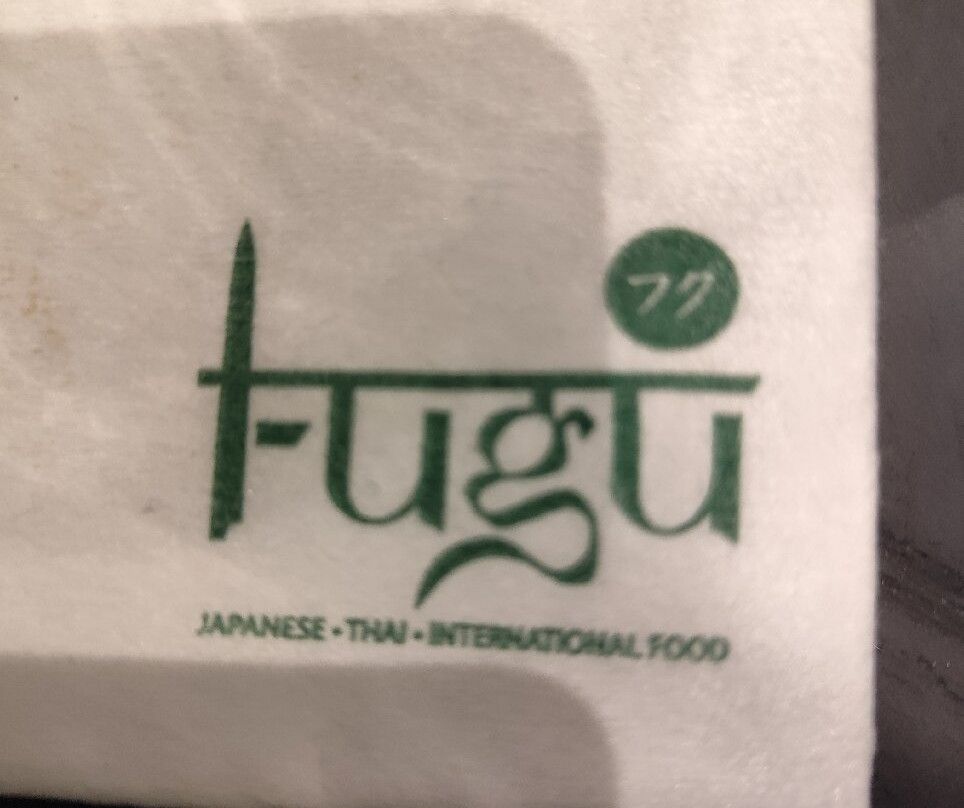 フグ
fugu
JAPANESE • THAI • INTERNATIONAL FOOD